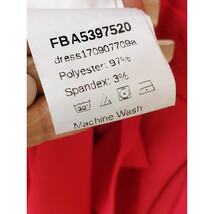 FBA5397520
dress170907709a
Polyester: 97%
Spandex: 3%
30°
Machine Wash